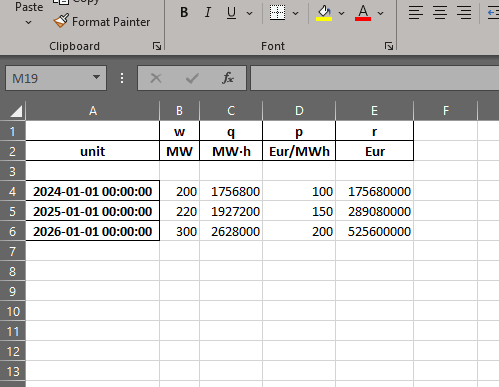 Paste
Copy
Format Painter
B I U A
Clipboard
Font
M19
fx
A B C D E F G
1 w q p r
2 unit MW MW·h Eur/MWh Eur
3
4 2024-01-01 00:00:00 200 1756800 100 175680000
5 2025-01-01 00:00:00 220 1927200 150 289080000
6 2026-01-01 00:00:00 300 2628000 200 525600000
7
8
9
10
11
12
13